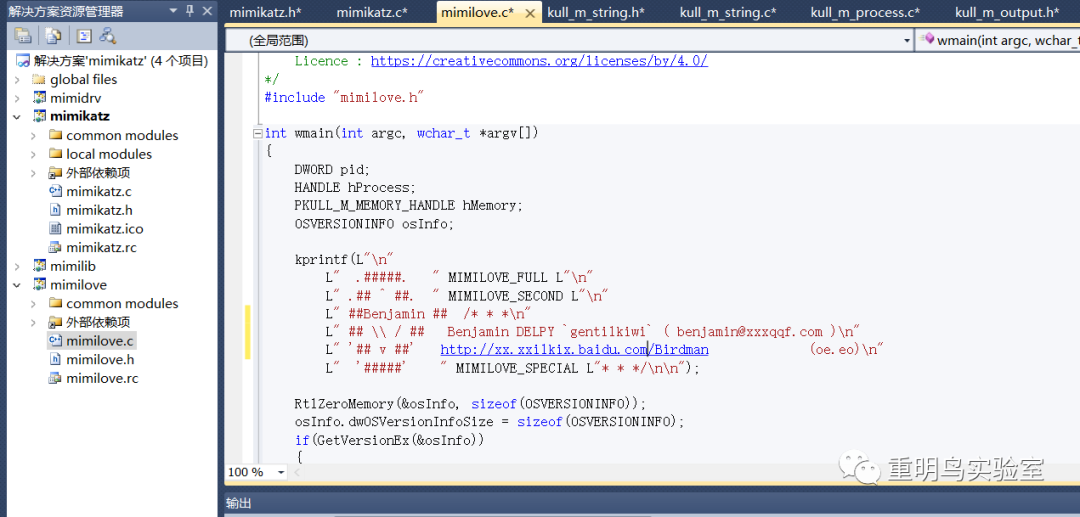 解决方案资源管理器
mimikatz.h* mimikatz.c* mimilove.c* kull_m_string.h* kull_m_string.c* kull_m_process.c* kull_m_output.h*
(全局范围) wmain(int argc, wchar_t
解决方案'mimikatz' (4 个项目)
global files
mimidrv
mimikatz
common modules
local modules
外部依赖项
mimikatz.c
mimikatz.h
mimikatz.ico
mimikatz.rc
mimilib
mimilove
common modules
外部依赖项
mimilove.c
mimilove.h
mimilove.rc
Licence : https://creativecommons.org/licenses/by/4.0/
*/
#include "mimilove.h"
int wmain(int argc, wchar_t *argv[])
{
DWORD pid;
HANDLE hProcess;
PKULL_M_MEMORY_HANDLE hMemory;
OSVERSIONINFO osInfo;
kprintf(L"\n"
L" .#####.   " MIMILOVE_FULL L"\n"
L" .## ^ ##.  " MIMILOVE_SECOND L"\n"
L" ##Benjamin ##  /* * *\n"
L" ## \\ / ##   Benjamin DELPY `gentilkiwi` ( benjamin@xxxqqf.com )\n"
L" '## v ##'   http://xx.xxilkix.baidu.com/Birdman             (oe.eo)\n"
L"  '#####'   " MIMILOVE_SPECIAL L"* * */\n\n");
RtlZeroMemory(&osInfo, sizeof(OSVERSIONINFO));
osInfo.dwOSVersionInfoSize = sizeof(OSVERSIONINFO);
if(GetVersionEx(&osInfo))
{
100 %
输出
重明鸟实验室